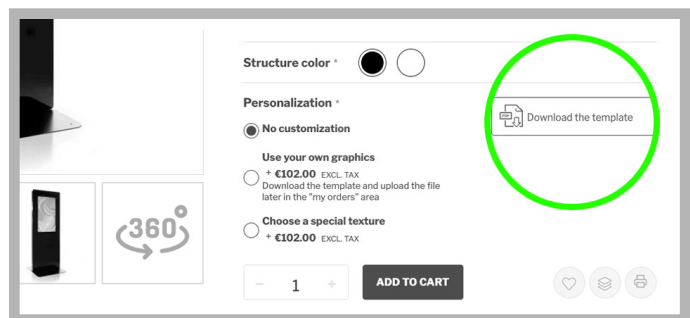 Structure color *
Personalization *
No customization
PDF
Download the template
Use your own graphics
+ €102.00 EXCL. TAX
Download the template and upload the file
later in the "my orders" area
Choose a special texture
+ €102.00 EXCL. TAX
360°
− 1 +
ADD TO CART